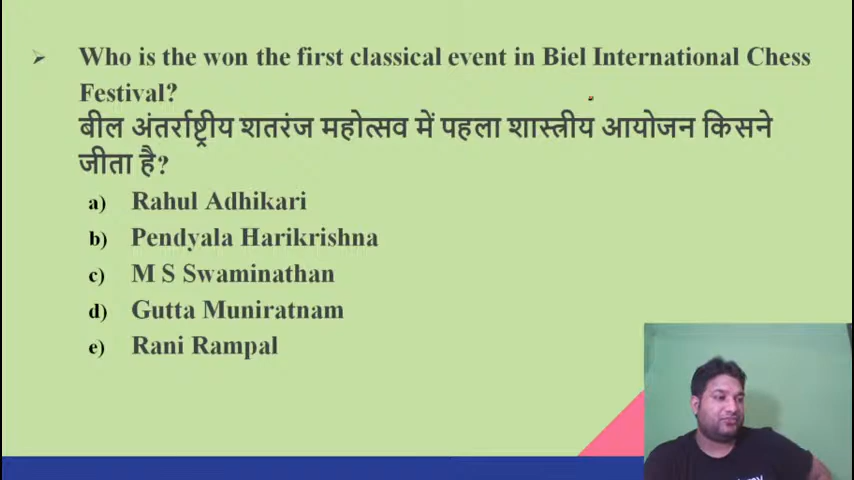 Who is the won the first classical event in Biel International Chess
Festival?
बील अंतर्राष्ट्रीय शतरंज महोत्सव में पहला शास्त्रीय आयोजन किसने
जीता है?
a) Rahul Adhikari
b) Pendyala Harikrishna
c) M S Swaminathan
d) Gutta Muniratnam
e) Rani Rampal